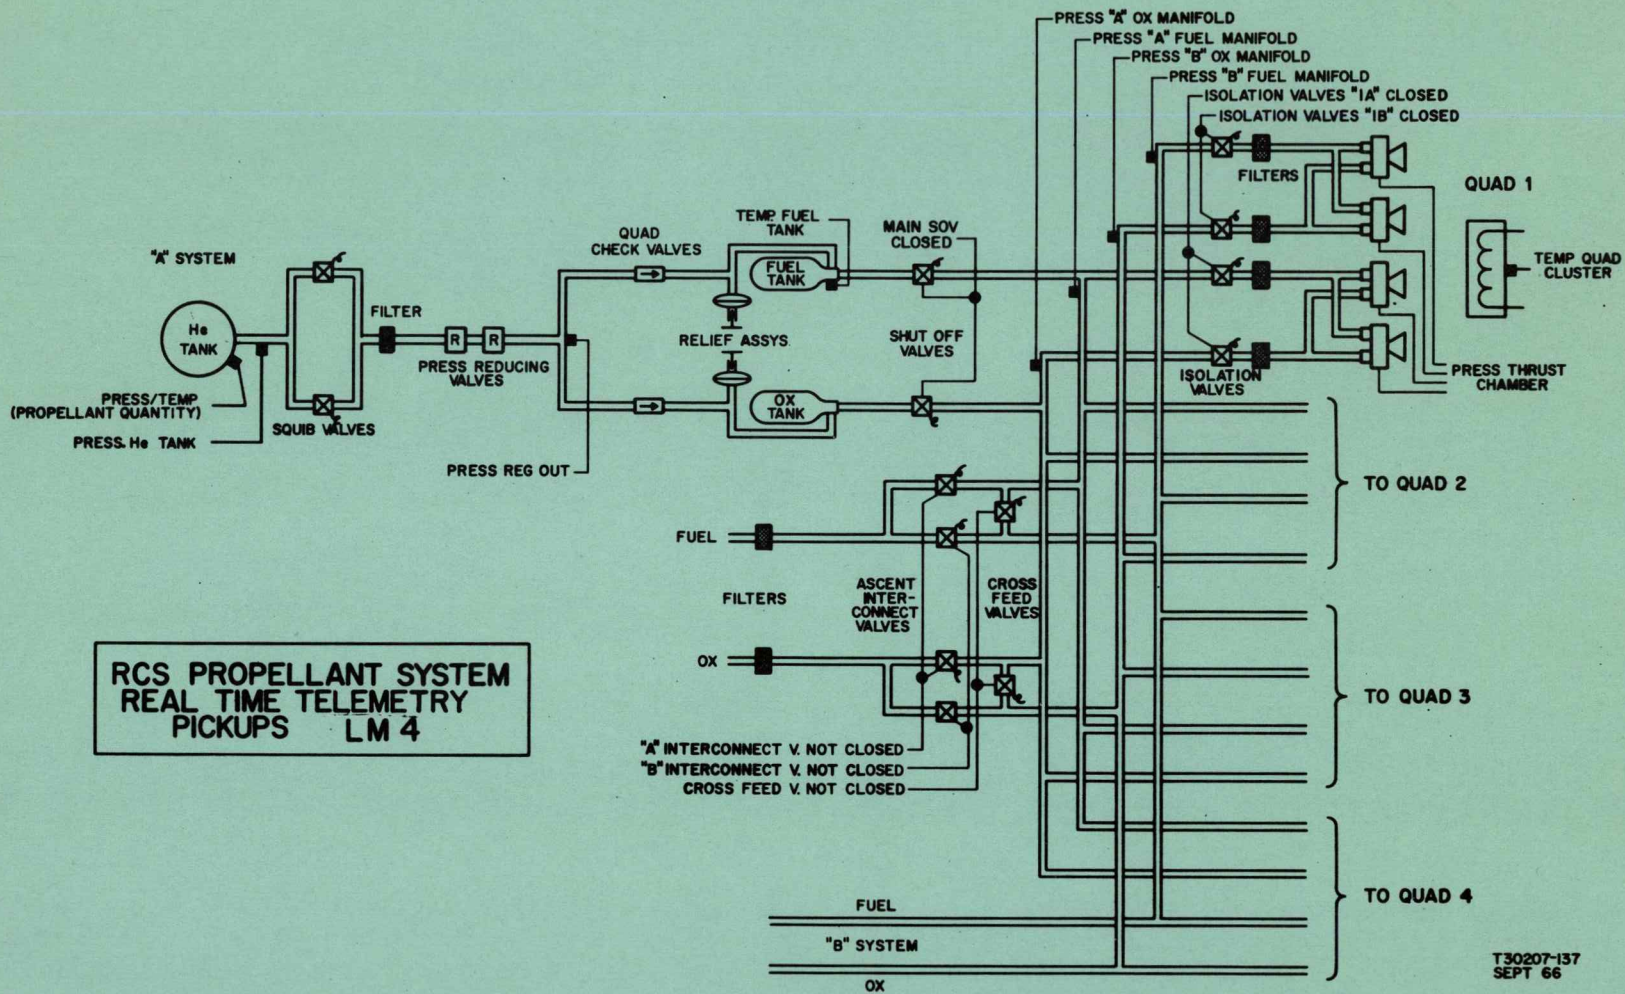 PRESS "A" OX MANIFOLD
PRESS "A" FUEL MANIFOLD
PRESS "B" OX MANIFOLD
PRESS "B" FUEL MANIFOLD
ISOLATION VALVES "1A" CLOSED
ISOLATION VALVES "1B" CLOSED
FILTERS
QUAD 1
TEMP QUAD
CLUSTER
PRESS THRUST
CHAMBER
ISOLATION
VALVES
"A" SYSTEM
He
TANK
PRESS/TEMP
(PROPELLANT QUANTITY)
PRESS. He TANK
SQUIB VALVES
FILTER
R R
PRESS REDUCING
VALVES
PRESS REG OUT
QUAD
CHECK VALVES
TEMP. FUEL
TANK
FUEL
TANK
RELIEF ASSYS.
OX
TANK
MAIN SOV
CLOSED
SHUT OFF
VALVES
TO QUAD 2
FUEL
FILTERS
OX
ASCENT
INTER-
CONNECT
VALVES
CROSS
FEED
VALVES
"A" INTERCONNECT V. NOT CLOSED
"B" INTERCONNECT V. NOT CLOSED
CROSS FEED V. NOT CLOSED
TO QUAD 3
TO QUAD 4
RCS PROPELLANT SYSTEM
REAL TIME TELEMETRY
PICKUPS LM 4
FUEL
"B" SYSTEM
OX
T30207-137
SEPT 66